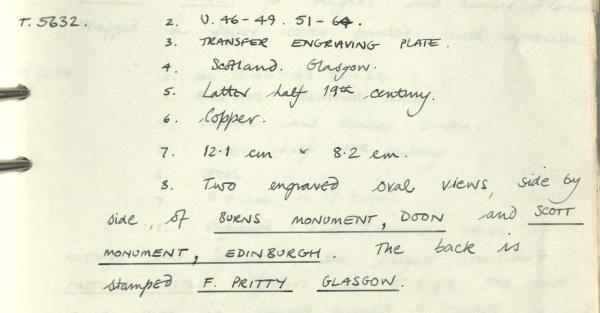 T. 5632. 2. U. 46-49. 51-64.
3. TRANSFER ENGRAVING PLATE.
4. Scotland. Glasgow.
5. Latter half 19th century.
6. Copper.
7. 12.1 cm × 8.2 cm.
8. Two engraved oval views, side by
side, of BURNS MONUMENT, DOON and SCOTT
MONUMENT, EDINBURGH. The back is
stamped F. PRITTY GLASGOW.